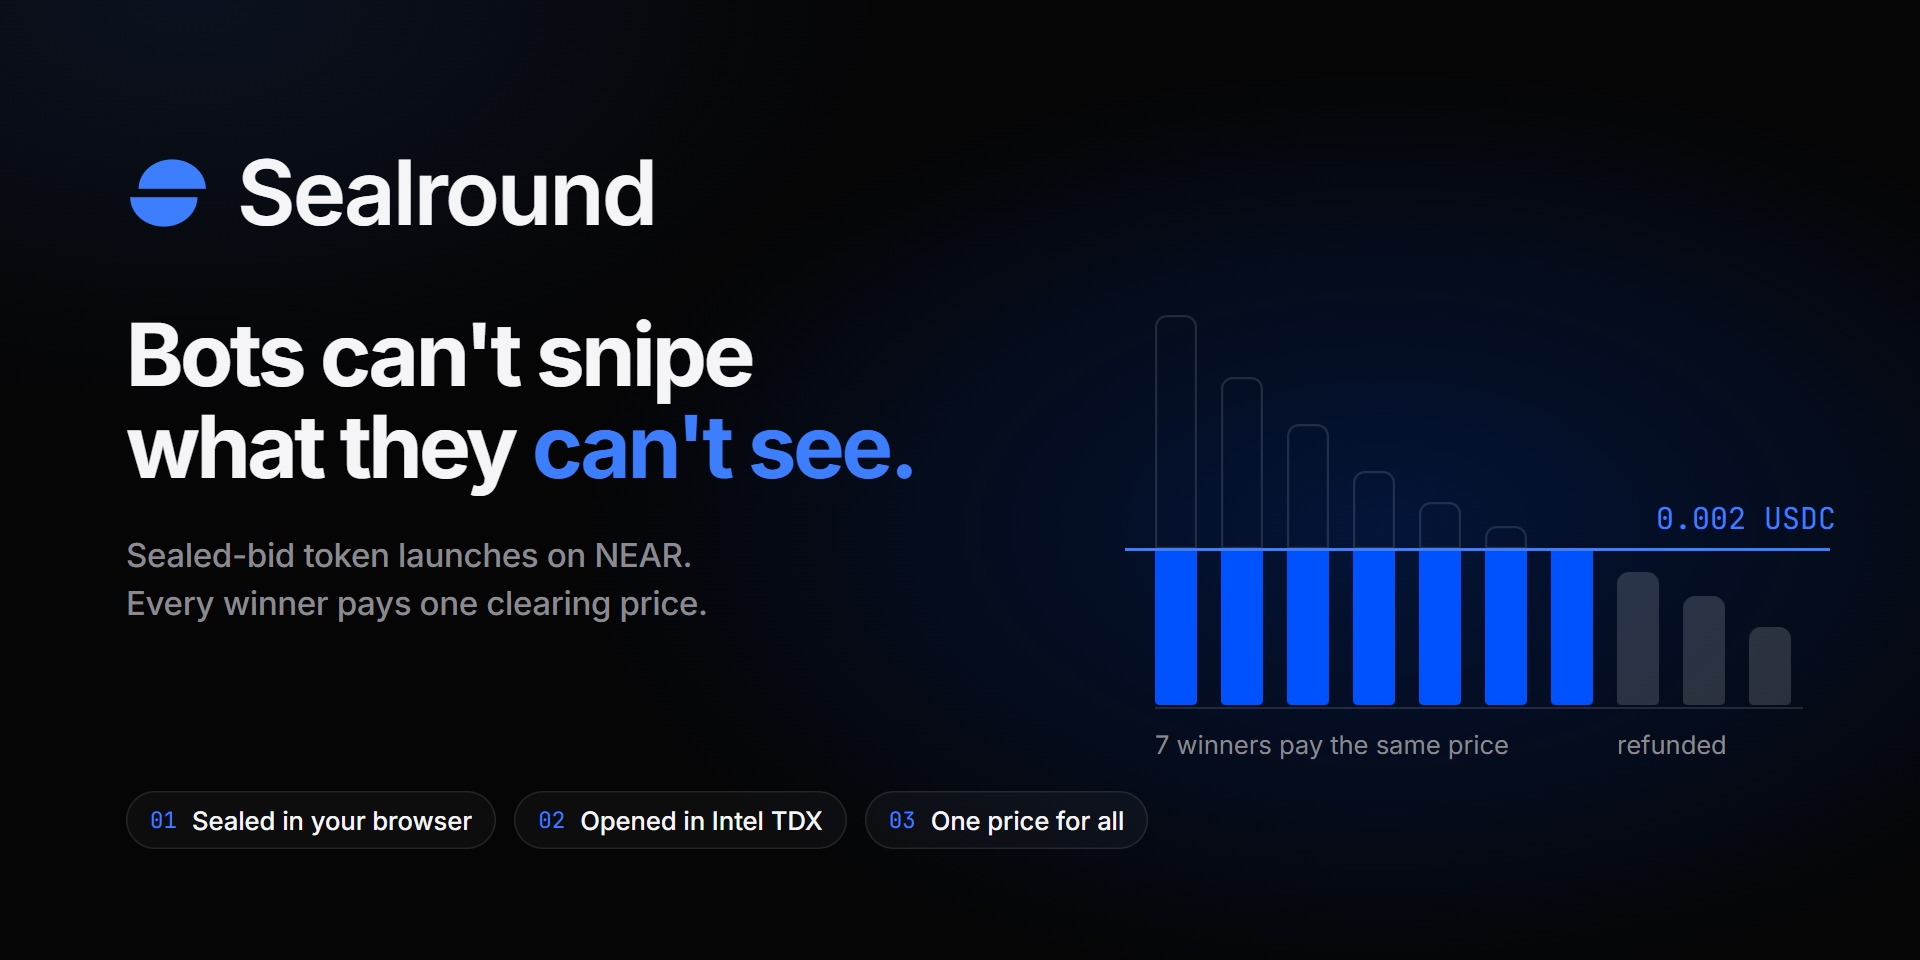 Sealround
Bots can't snipe
what they can't see.
Sealed-bid token launches on NEAR.
Every winner pays one clearing price.
0.002 USDC
7 winners pay the same price
refunded
01 Sealed in your browser
02 Opened in Intel TDX
03 One price for all